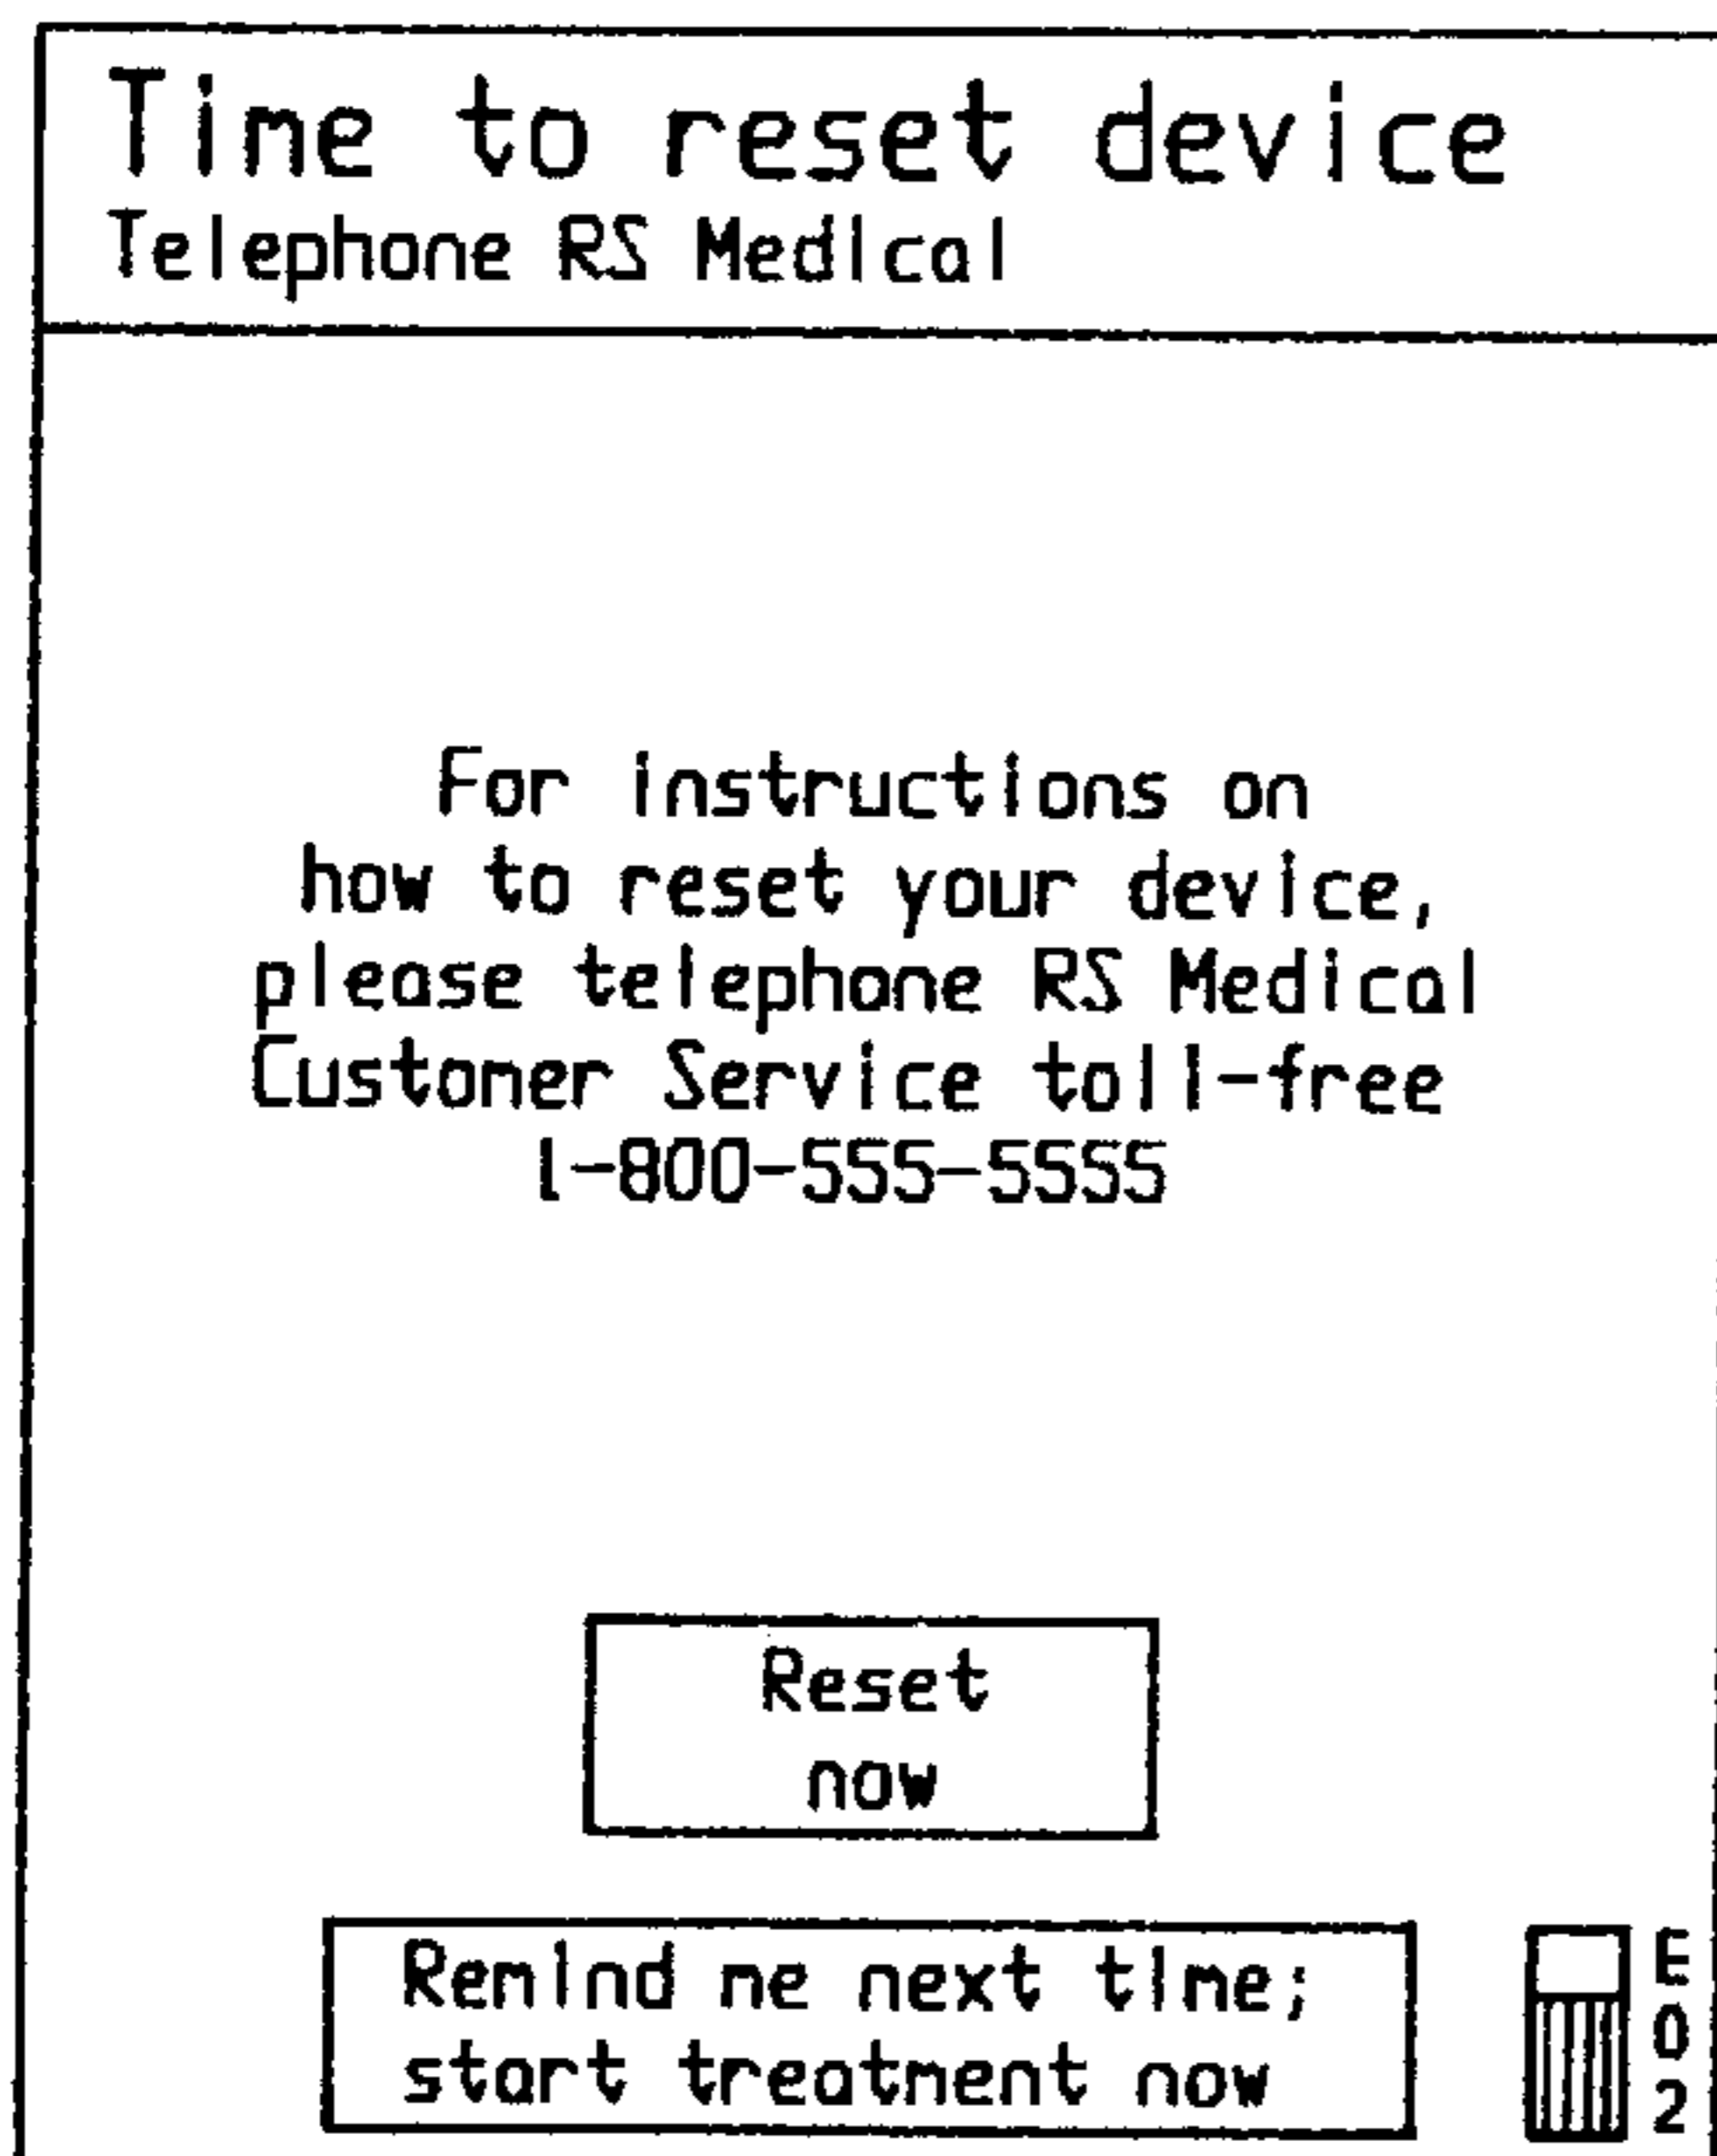 Time to reset device
Telephone RS Medical
For instructions on
how to reset your device,
please telephone RS Medical
Customer Service toll-free
1-800-555-5555
Reset
now
Remind me next time;
start treatment now
E
0
2